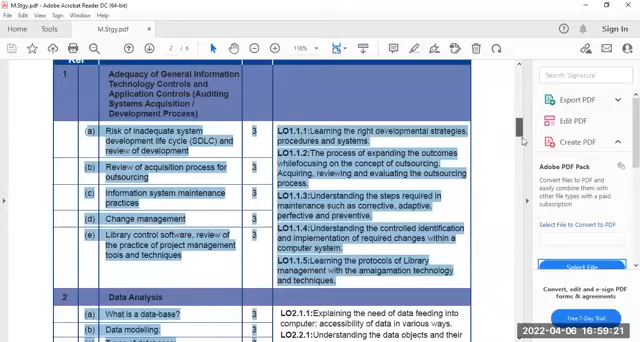 M.Stgy.pdf - Adobe Acrobat Reader DC (64-bit)
File Edit View Sign Window Help
Home Tools M.Stgy.pdf × Sign In
2 / 6 116%
Ref
1 Adequacy of General Information
Technology Controls and
Application Controls (Auditing
Systems Acquisition /
Development Process)
(a) Risk of inadequate system
development life cycle (SDLC) and
review of development
3
LO1.1.1:Learning the right developmental strategies,
procedures and systems.
(b) Review of acquisition process for
outsourcing
3
LO1.1.2:The process of expanding the outcomes
whilefocusing on the concept of outsourcing.
Acquiring, reviewing and evaluating the outsourcing
process.
(c) Information system maintenance
practices
3
LO1.1.3:Understanding the steps required in
maintenance such as corrective, adaptive,
perfective and preventive.
(d) Change management 3
LO1.1.4:Understanding the controlled identification
and implementation of required changes within a
computer system.
(e) Library control software, review of
the practice of project management
tools and techniques
3
LO1.1.5:Learning the protocols of Library
management with the amalgamation technology
and techniques.
2 Data Analysis
(a) What is a data-base? 3
LO2.1.1:Explaining the need of data feeding into
computer; accessibility of data in various ways.
(b) Data modeling; 3
LO2.2.1:Understanding the data objects and their
Search 'Signature'
Export PDF
Edit PDF
Create PDF
Adobe PDF Pack
Convert files to PDF and
easily combine them with
other file types with a paid
subscription
Select File to Convert to PDF
Select File
Convert, edit and e-sign PDF
forms & agreements
Free 7-Day Trial
2022-04-06 16:59:21